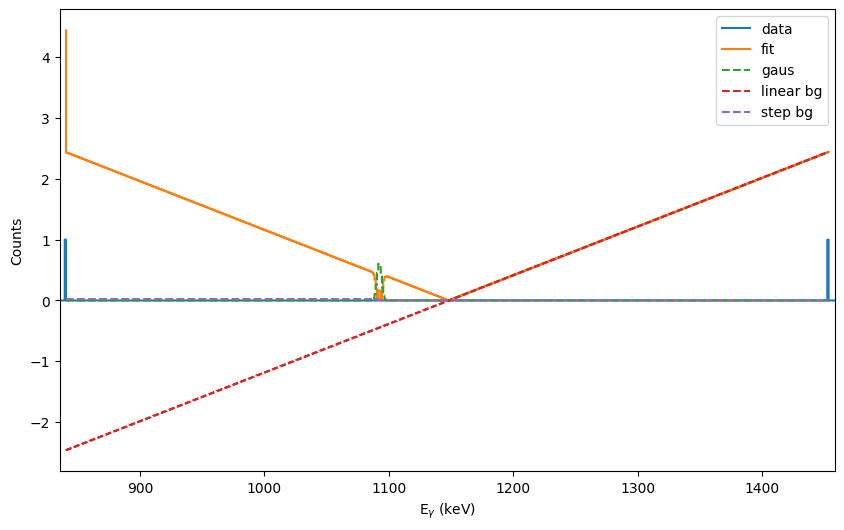 data
fit
gaus
linear bg
step bg
4
3
2
1
0
−1
−2
Counts
900
1000
1100
1200
1300
1400
Eγ (keV)